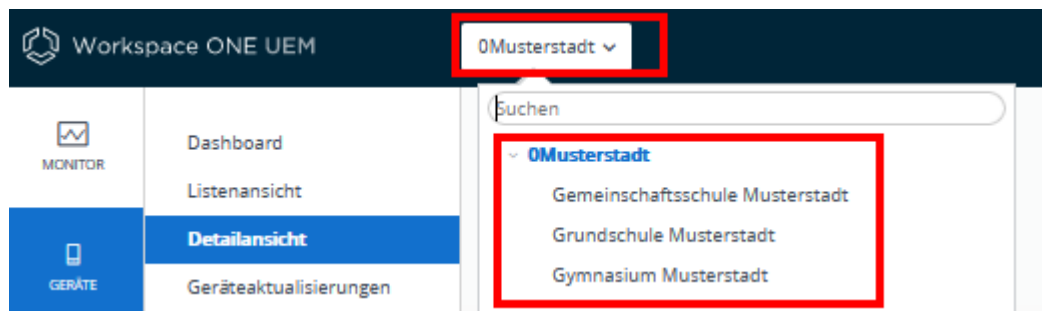 Workspace ONE UEM
0Musterstadt
MONITOR
GERÄTE
Dashboard
Listenansicht
Detailansicht
Geräteaktualisierungen
Suchen
0Musterstadt
Gemeinschaftsschule Musterstadt
Grundschule Musterstadt
Gymnasium Musterstadt